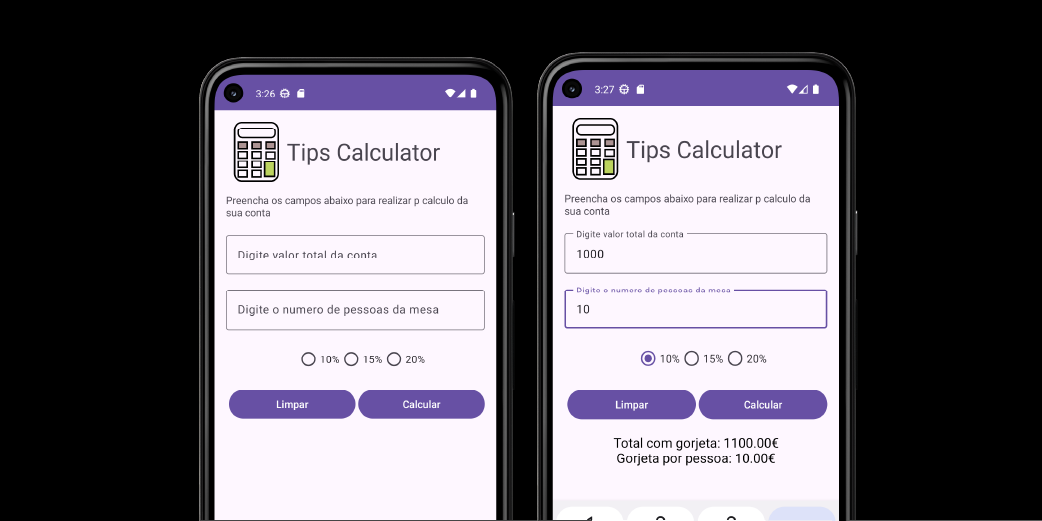 3:26
Tips Calculator
Preencha os campos abaixo para realizar p calculo da
sua conta
Digite valor total da conta
Digite o numero de pessoas da mesa
10% 15% 20%
Limpar Calcular
3:27
Tips Calculator
Preencha os campos abaixo para realizar p calculo da
sua conta
Digite valor total da conta
1000
Digite o numero de pessoas da mesa
10
10% 15% 20%
Limpar Calcular
Total com gorjeta: 1100.00€
Gorjeta por pessoa: 10.00€